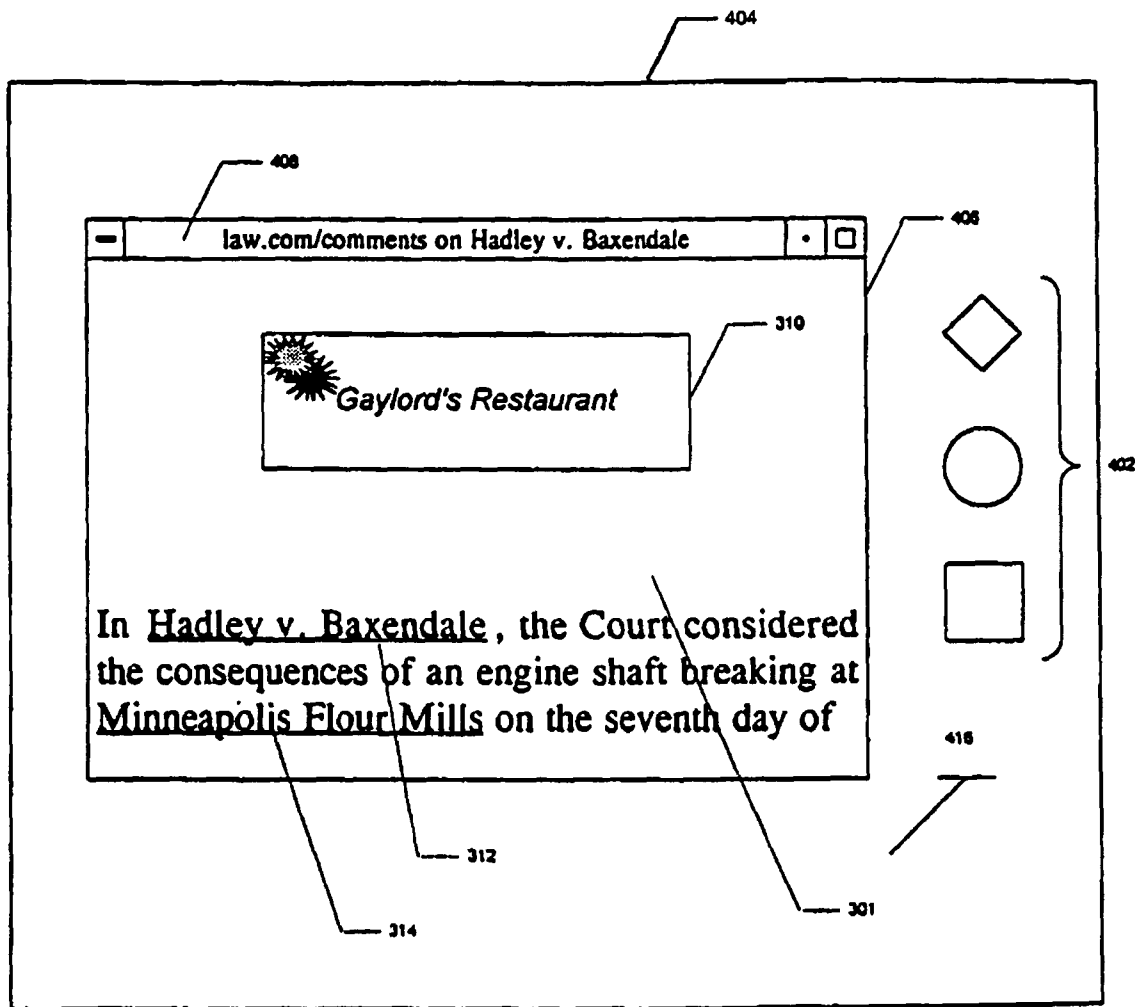 404
408
406
law.com/comments on Hadley v. Baxendale
310
Gaylord's Restaurant
402
In Hadley v. Baxendale, the Court considered
the consequences of an engine shaft breaking at
Minneapolis Flour Mills on the seventh day of
416
312
301
314